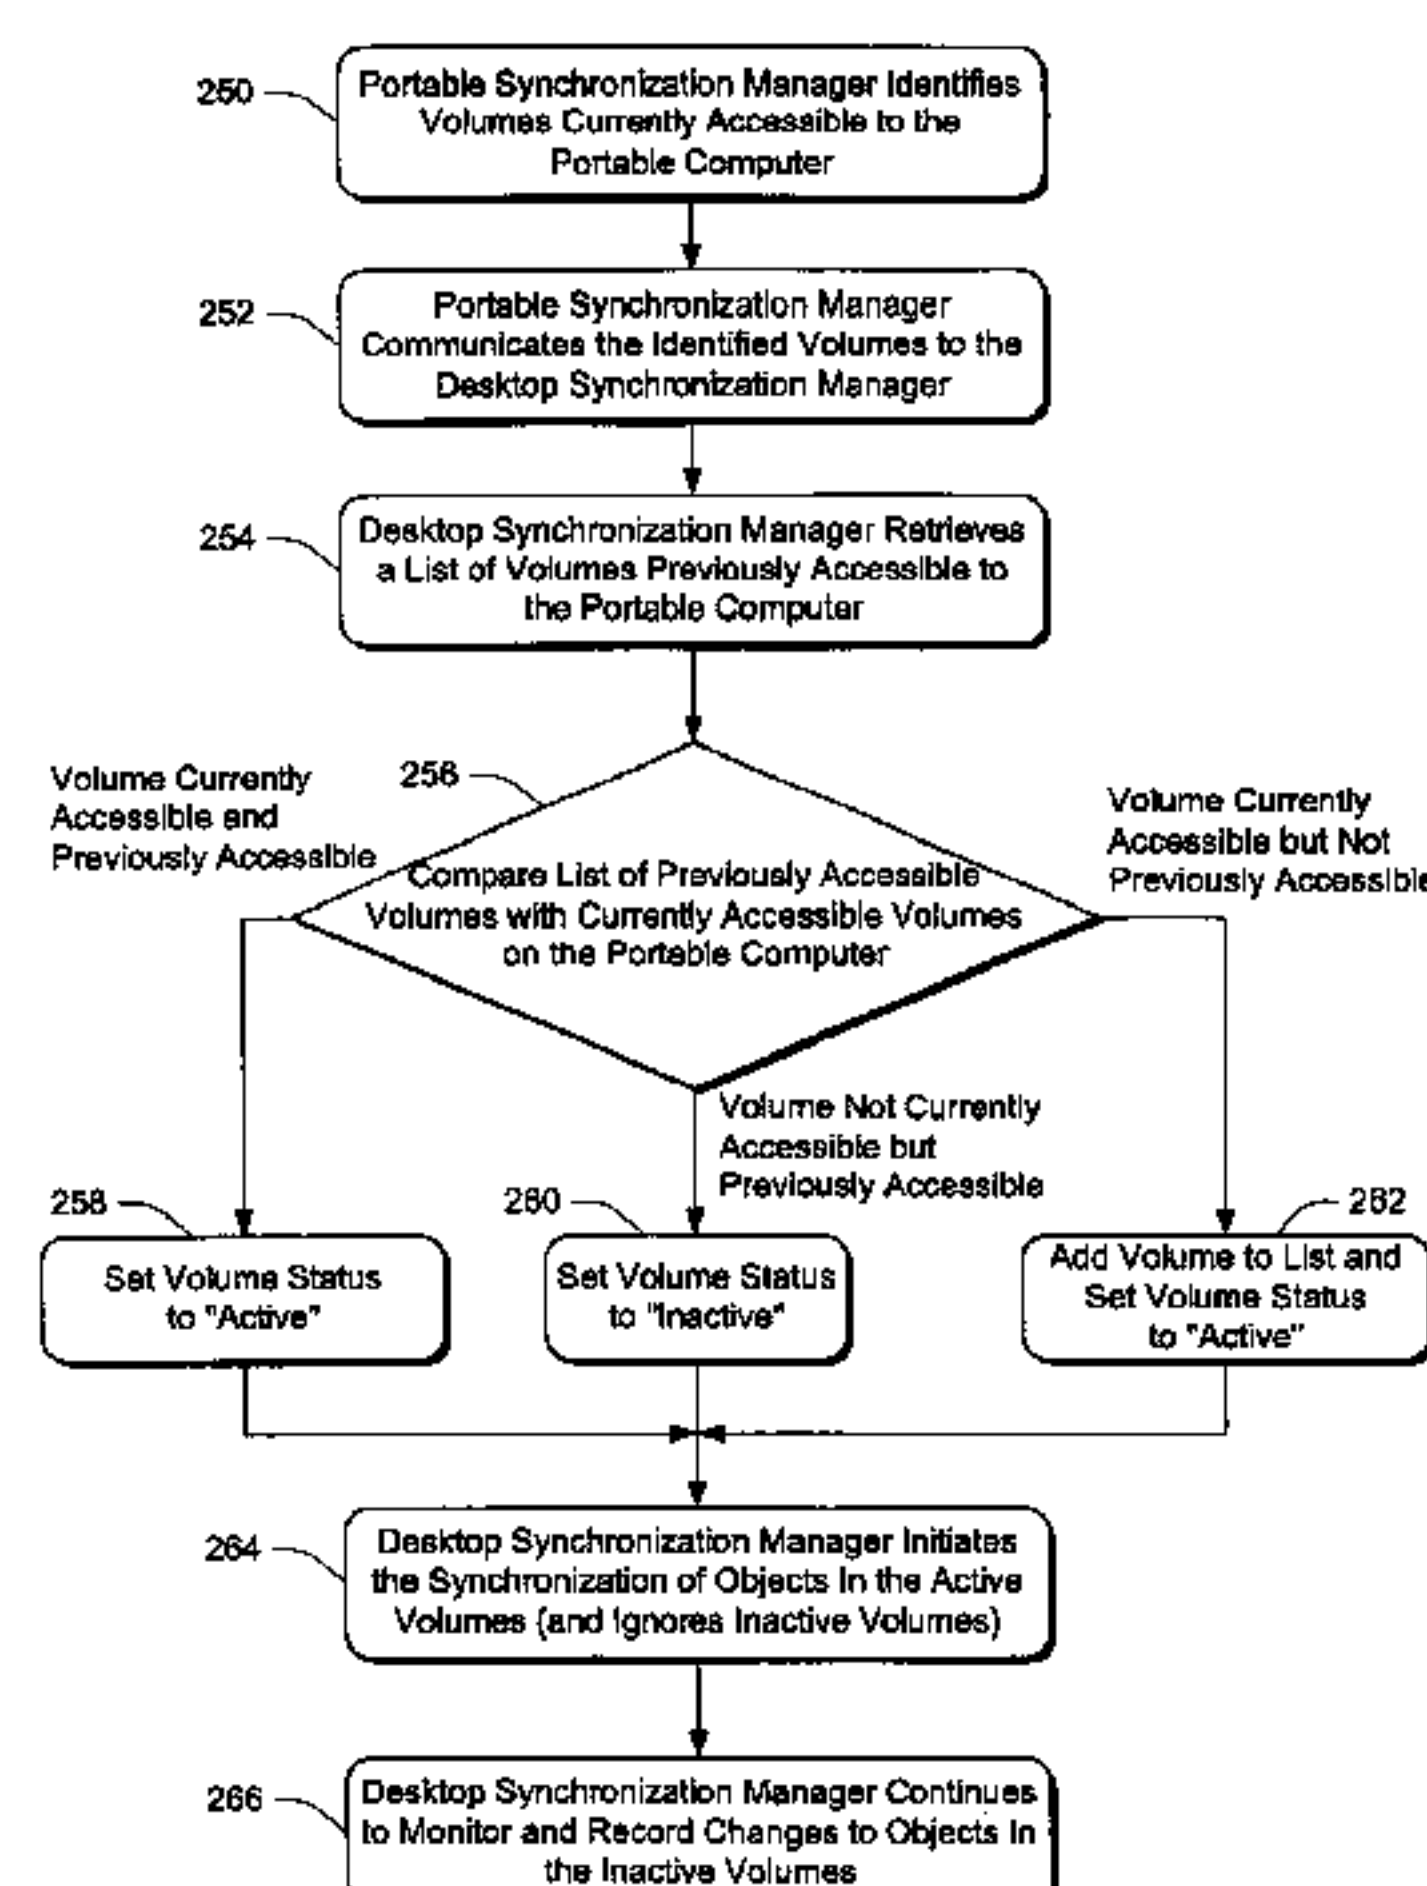 250
Portable Synchronization Manager Identifies
Volumes Currently Accessible to the
Portable Computer
252
Portable Synchronization Manager
Communicates the Identified Volumes to the
Desktop Synchronization Manager
254
Desktop Synchronization Manager Retrieves
a List of Volumes Previously Accessible to
the Portable Computer
Volume Currently
Accessible and
Previously Accessible
256
Compare List of Previously Accessible
Volumes with Currently Accessible Volumes
on the Portable Computer
Volume Currently
Accessible but Not
Previously Accessible
Volume Not Currently
Accessible but
Previously Accessible
258
Set Volume Status
to "Active"
260
Set Volume Status
to "Inactive"
262
Add Volume to List and
Set Volume Status
to "Active"
264
Desktop Synchronization Manager Initiates
the Synchronization of Objects In the Active
Volumes (and Ignores Inactive Volumes)
266
Desktop Synchronization Manager Continues
to Monitor and Record Changes to Objects In
the Inactive Volumes